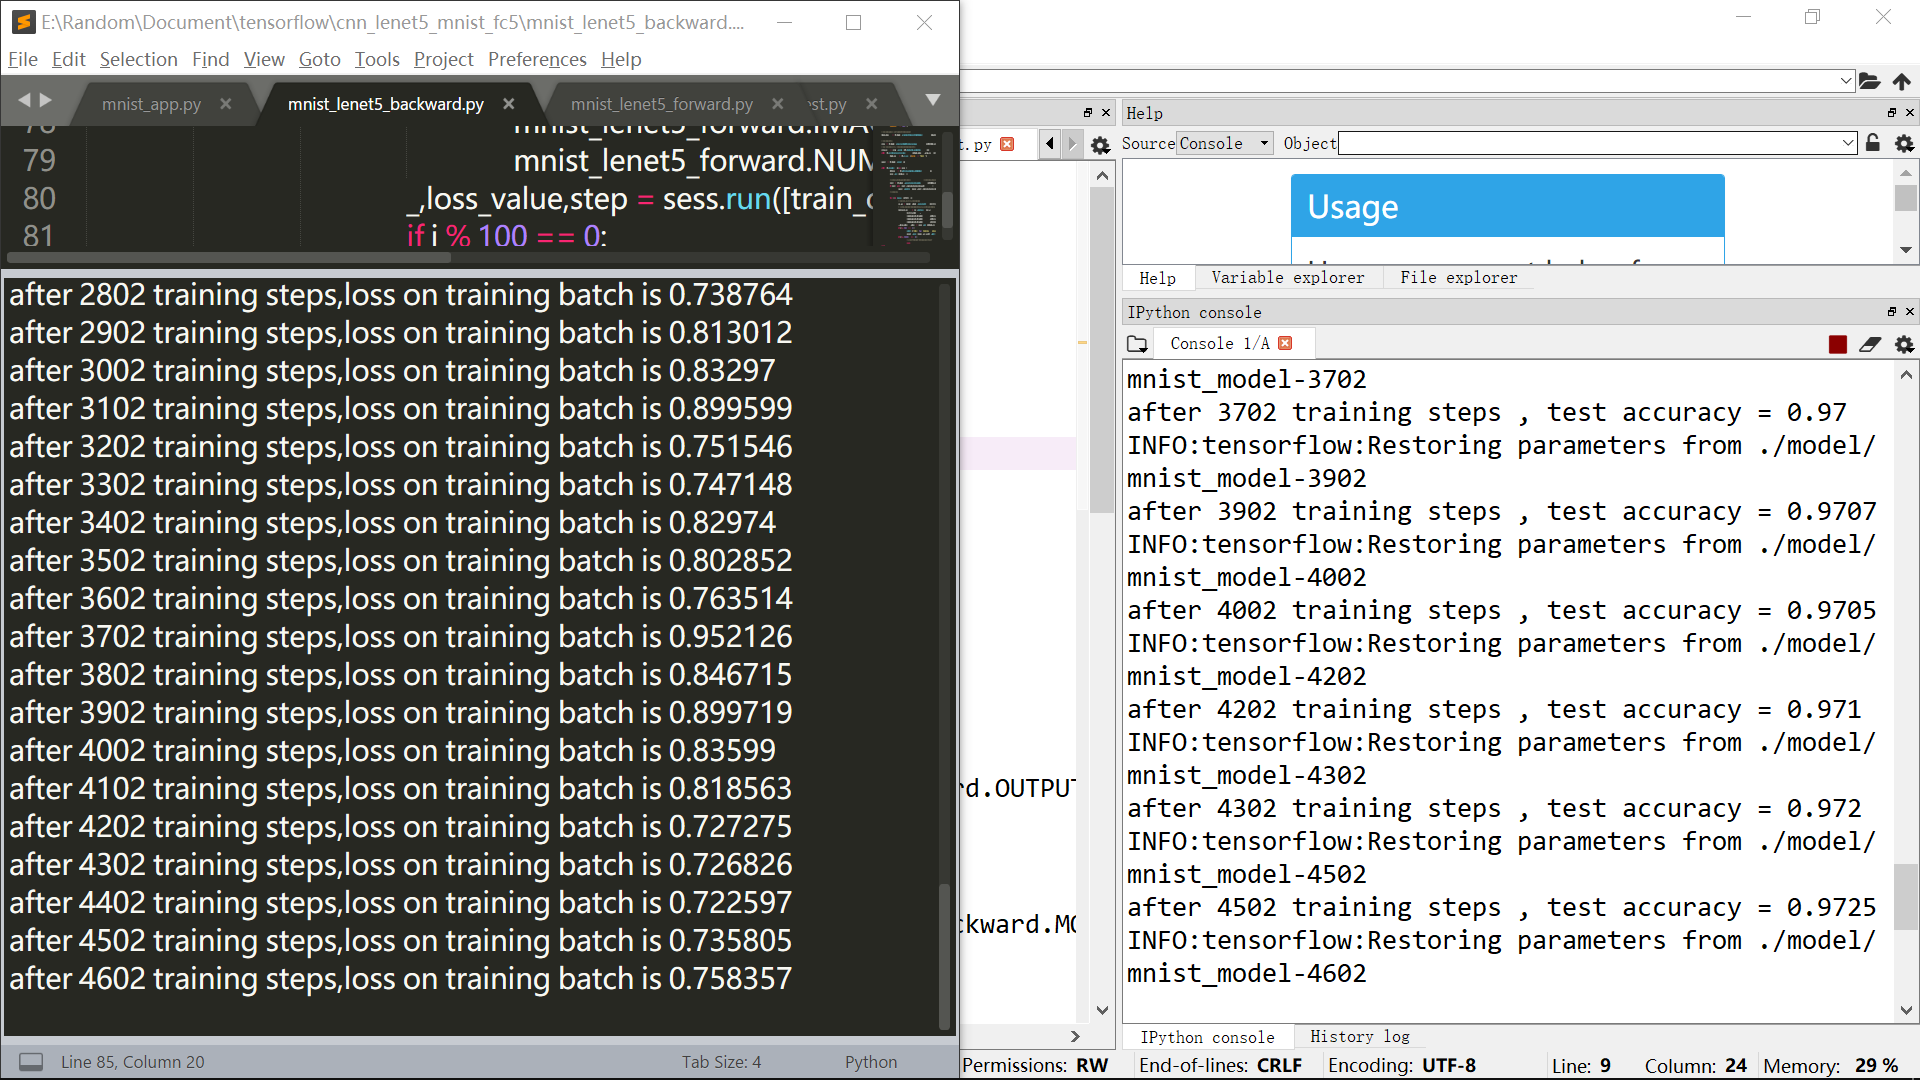 E:\Random\Document\tensorflow\cnn_lenet5_mnist_fc5\mnist_lenet5_backward....
File Edit Selection Find View Goto Tools Project Preferences Help
mnist_app.py
mnist_lenet5_backward.py
mnist_lenet5_forward.py
st.py
78 mnist_lenet5_forward.IMA
79 mnist_lenet5_forward.NUM
80 _,loss_value,step = sess.run([train_o
81 if i % 100 == 0:
after 2802 training steps,loss on training batch is 0.738764
after 2902 training steps,loss on training batch is 0.813012
after 3002 training steps,loss on training batch is 0.83297
after 3102 training steps,loss on training batch is 0.899599
after 3202 training steps,loss on training batch is 0.751546
after 3302 training steps,loss on training batch is 0.747148
after 3402 training steps,loss on training batch is 0.82974
after 3502 training steps,loss on training batch is 0.802852
after 3602 training steps,loss on training batch is 0.763514
after 3702 training steps,loss on training batch is 0.952126
after 3802 training steps,loss on training batch is 0.846715
after 3902 training steps,loss on training batch is 0.899719
after 4002 training steps,loss on training batch is 0.83599
after 4102 training steps,loss on training batch is 0.818563
after 4202 training steps,loss on training batch is 0.727275
after 4302 training steps,loss on training batch is 0.726826
after 4402 training steps,loss on training batch is 0.722597
after 4502 training steps,loss on training batch is 0.735805
after 4602 training steps,loss on training batch is 0.758357
Line 85, Column 20
Tab Size: 4
Python
t.py
rd.OUTPUT
ckward.MO
Help
Source Console Object
Usage
Help
Variable explorer
File explorer
IPython console
Console 1/A
mnist_model-3702
after 3702 training steps , test accuracy = 0.97
INFO:tensorflow:Restoring parameters from ./model/
mnist_model-3902
after 3902 training steps , test accuracy = 0.9707
INFO:tensorflow:Restoring parameters from ./model/
mnist_model-4002
after 4002 training steps , test accuracy = 0.9705
INFO:tensorflow:Restoring parameters from ./model/
mnist_model-4202
after 4202 training steps , test accuracy = 0.971
INFO:tensorflow:Restoring parameters from ./model/
mnist_model-4302
after 4302 training steps , test accuracy = 0.972
INFO:tensorflow:Restoring parameters from ./model/
mnist_model-4502
after 4502 training steps , test accuracy = 0.9725
INFO:tensorflow:Restoring parameters from ./model/
mnist_model-4602
IPython console
History log
Permissions: RW End-of-lines: CRLF Encoding: UTF-8 Line: 9 Column: 24 Memory: 29 %